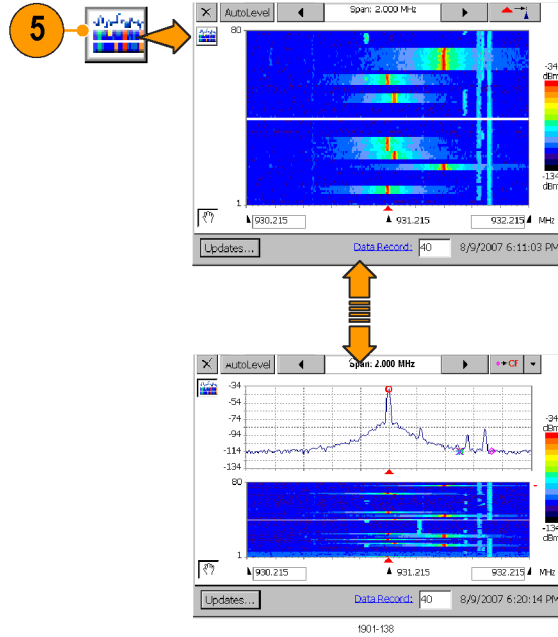 5
AutoLevel Span: 2.000 MHz
80
-34
dBm
-134
dBm
1
930.215 931.215 932.215 MHz
Updates... Data Record: 40 8/9/2007 6:11:03 PM
AutoLevel Span: 2.000 MHz CF
-34
-54
-74
-94
-114
-134
-34
dBm
80
-134
dBm
1
930.215 931.215 932.215 MHz
Updates... Data Record: 40 8/9/2007 6:20:14 PM
1901-138